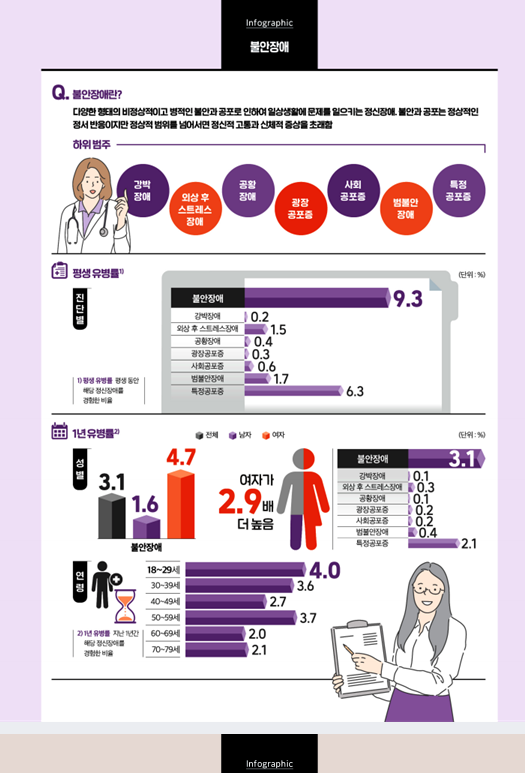 Infographic
불안장애
Q. 불안장애란?
다양한 형태의 비정상적이고 병적인 불안과 공포로 인하여 일상생활에 문제를 일으키는 정신장애. 불안과 공포는 정상적인
정서 반응이지만 정상적 범위를 넘어서면 정신적 고통과 신체적 증상을 초래함
하위 범주
강박
장애
외상 후
스트레스
장애
공황
장애
광장
공포증
사회
공포증
범불안
장애
특정
공포증
평생 유병률1)
(단위 : %)
진단별
불안장애 9.3
강박장애 0.2
외상 후 스트레스장애 1.5
공황장애 0.4
광장공포증 0.3
사회공포증 0.6
범불안장애 1.7
특정공포증 6.3
1) 평생 유병률 평생 동안
해당 정신장애를
경험한 비율
1년 유병률2)
전체 남자 여자
(단위 : %)
성별
3.1
1.6
4.7
불안장애
여자가
2.9배
더 높음
불안장애 3.1
강박장애 0.1
외상 후 스트레스장애 0.3
공황장애 0.1
광장공포증 0.2
사회공포증 0.2
범불안장애 0.4
특정공포증 2.1
연령
18~29세 4.0
30~39세 3.6
40~49세 2.7
50~59세 3.7
60~69세 2.0
70~79세 2.1
2) 1년 유병률 지난 1년간
해당 정신장애를
경험한 비율
Infographic